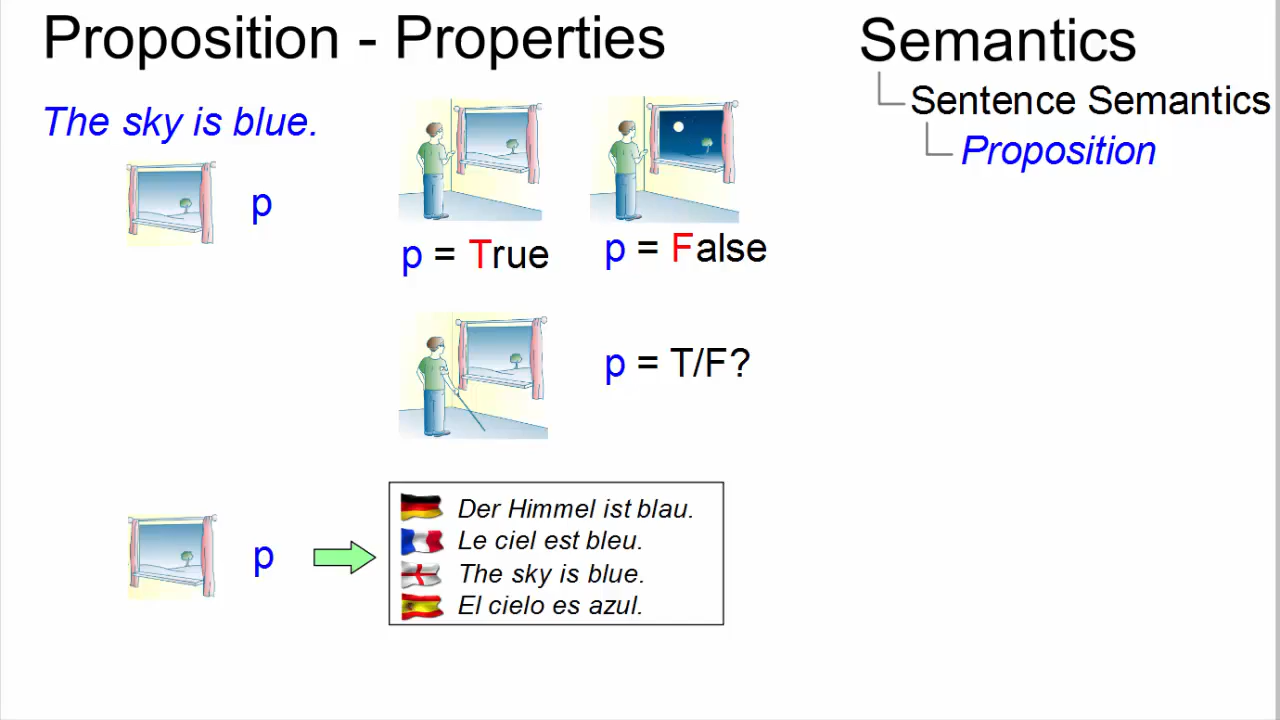 Proposition - Properties
The sky is blue.
p
p = True
p = False
p = T/F?
p
Der Himmel ist blau.
Le ciel est bleu.
The sky is blue.
El cielo es azul.
Semantics
Sentence Semantics
Proposition